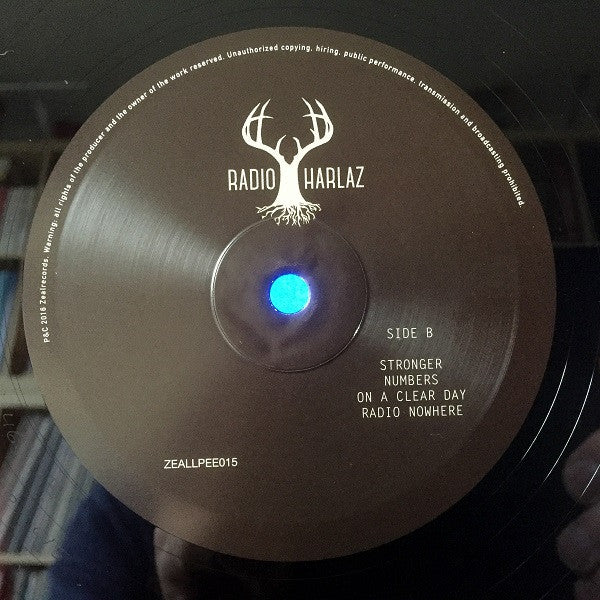 P&C 2016 Zealrecords. Warning: all rights of the producer and the owner of the work reserved. Unauthorized copying, hiring, public performance, transmission and broadcasting prohibited.
RADIO HARLAZ
SIDE B
STRONGER
NUMBERS
ON A CLEAR DAY
RADIO NOWHERE
ZEALLPEE015